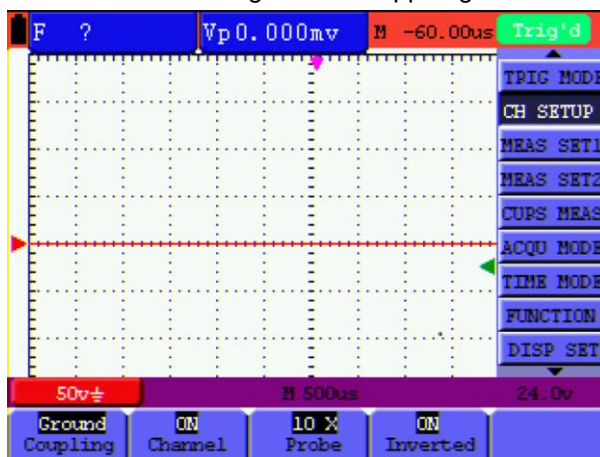 F ? Vp0.000mv M -60.00us Trig'd
TRIG MODE
CH SETUP
MEAS SET1
MEAS SET2
CUPS MEAS
ACQU MODE
TIME MODE
FUNCTION
DISP SET
50v M 500us 24.0v
Ground ON 10 X ON
Coupling Channel Probe Inverted